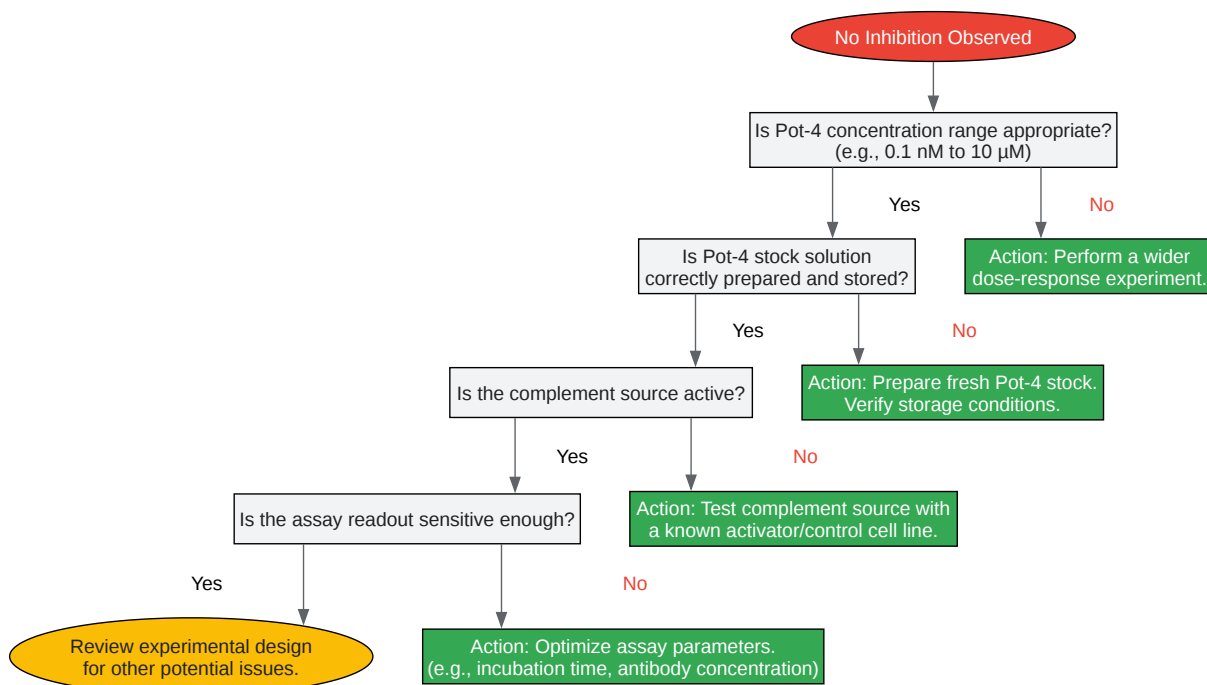 No Inhibition Observed
Is Pot-4 concentration range appropriate?
(e.g., 0.1 nM to 10 µM)
Yes
No
Is Pot-4 stock solution
correctly prepared and stored?
Action: Perform a wider
dose-response experiment.
Yes
No
Is the complement source active?
Action: Prepare fresh Pot-4 stock.
Verify storage conditions.
Yes
No
Is the assay readout sensitive enough?
Action: Test complement source with
a known activator/control cell line.
Yes
No
Review experimental design
for other potential issues.
Action: Optimize assay parameters.
(e.g., incubation time, antibody concentration)